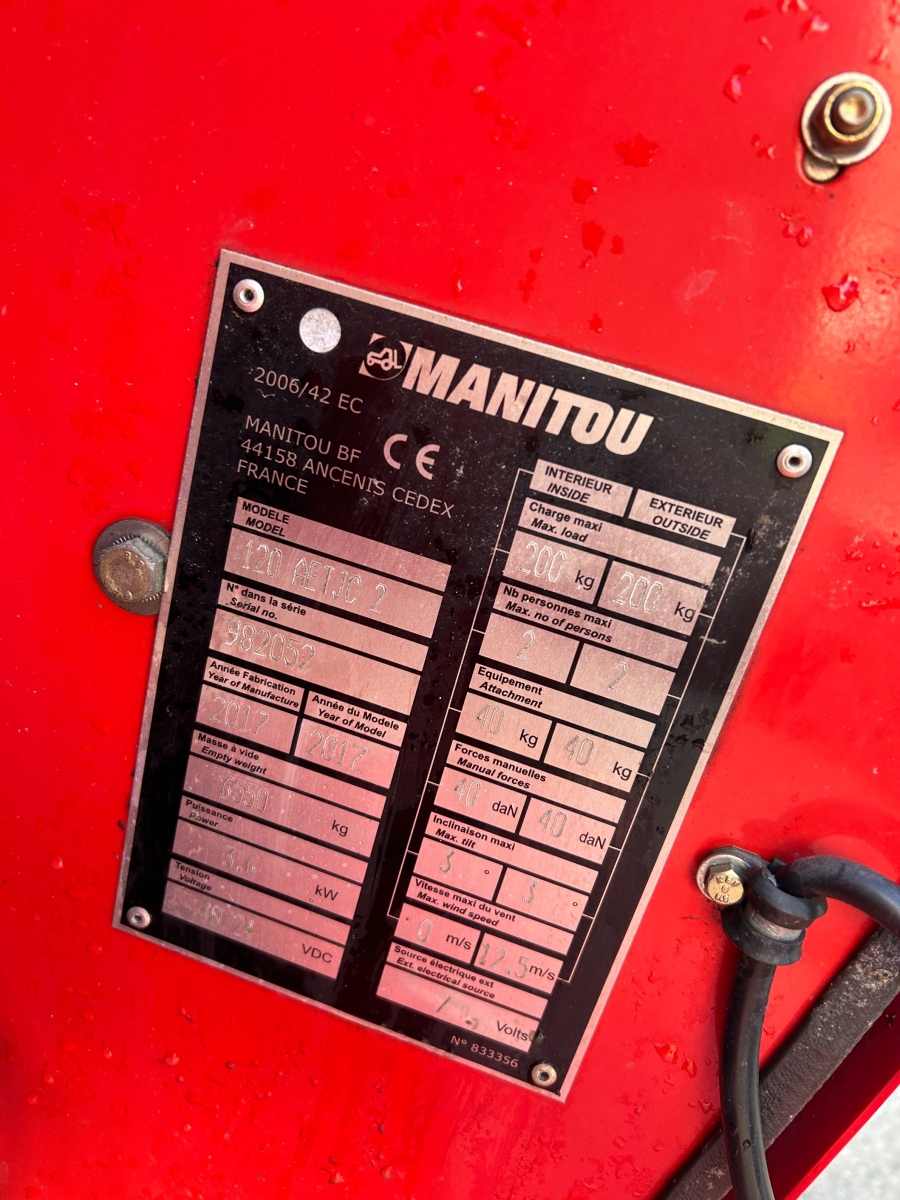 MANITOU
2006/42 EC
MANITOU BF CE
44158 ANCENIS CEDEX
FRANCE
MODELE
MODEL
120 AETJC 2
N° dans la série
Serial no.
982052
Année Fabrication
Year of Manufacture
2017
Année du Modele
Year of Model
2017
Masse à vide
Empty weight
6550 kg
Puissance
Power
3.6 kW
Tension
Voltage
48 24 VDC
INTERIEUR
INSIDE
EXTERIEUR
OUTSIDE
Charge maxi
Max. load
200 kg 200 kg
Nb personnes maxi
Max. no of persons
2 2
Equipement
Attachment
40 kg 40 kg
Forces manuelles
Manual forces
40 daN 40 daN
Inclinaison maxi
Max. tilt
3 ° 3 °
Vitesse maxi du vent
Max. wind speed
0 m/s 12.5 m/s
Source électrique ext
Ext. electrical source
Volts
N° 833356